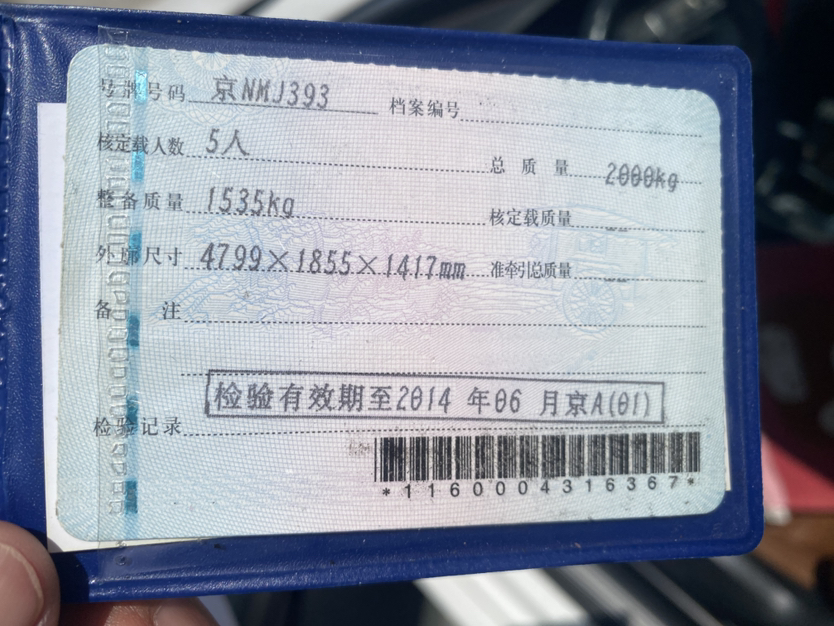 号牌号码 京NMJ393 档案编号
核定载人数 5人 总质量 2000kg
整备质量 1535kg 核定载质量 --
外廓尺寸 4799×1855×1417mm 准牵引总质量 --
备注
检验有效期至2014 年06 月京A(01)
检验记录
*1160004316367*